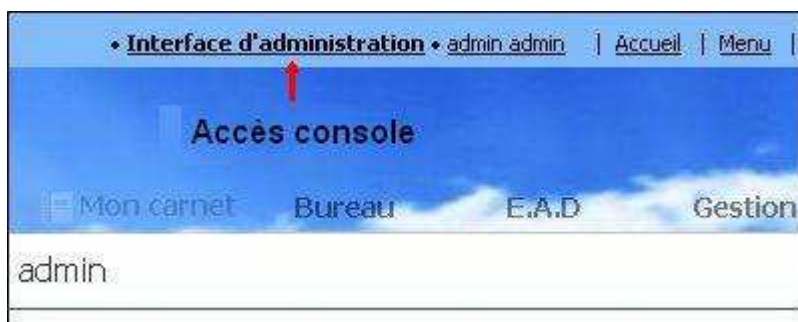 • Interface d'administration • admin admin | Accueil | Menu |
Accès console
Mon carnet Bureau E.A.D Gestion
admin